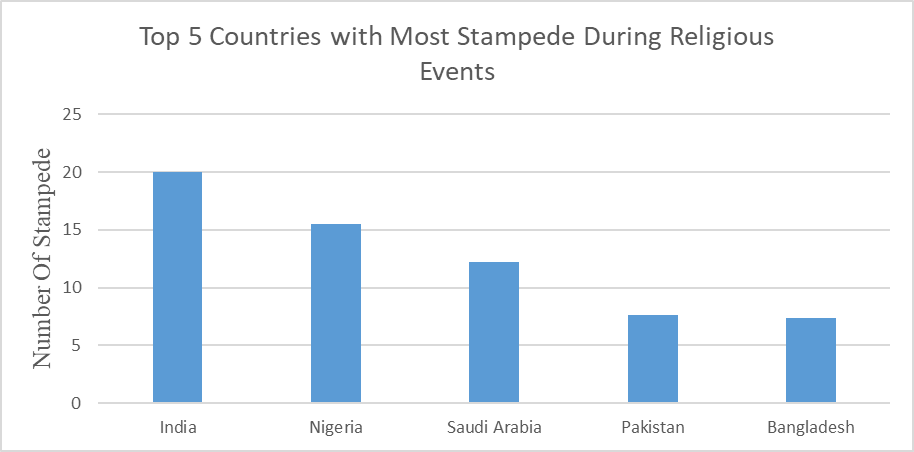 Top 5 Countries with Most Stampede During Religious
Events
Number Of Stampede
25
20
15
10
5
0
India
Nigeria
Saudi Arabia
Pakistan
Bangladesh